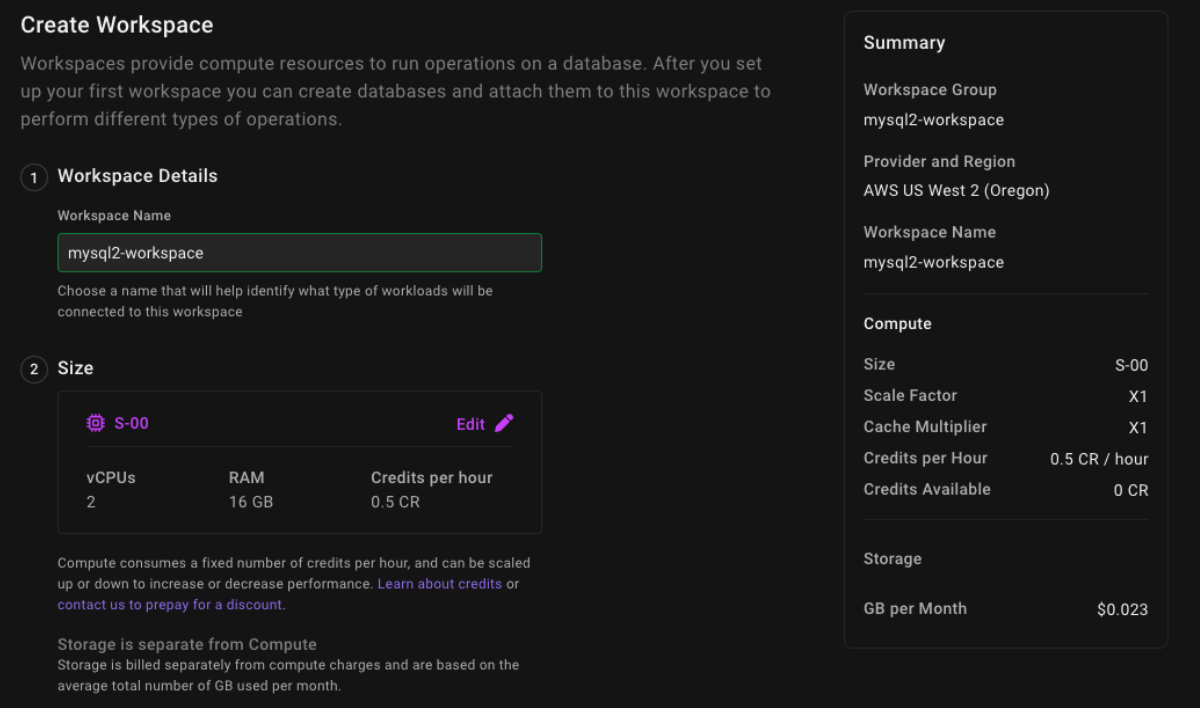 Create Workspace
Workspaces provide compute resources to run operations on a database. After you set
up your first workspace you can create databases and attach them to this workspace to
perform different types of operations.
1 Workspace Details
Workspace Name
mysql2-workspace
Choose a name that will help identify what type of workloads will be
connected to this workspace
2 Size
S-00 Edit
vCPUs RAM Credits per hour
2 16 GB 0.5 CR
Compute consumes a fixed number of credits per hour, and can be scaled
up or down to increase or decrease performance. Learn about credits or
contact us to prepay for a discount.
Storage is separate from Compute
Storage is billed separately from compute charges and are based on the
average total number of GB used per month.
Summary
Workspace Group
mysql2-workspace
Provider and Region
AWS US West 2 (Oregon)
Workspace Name
mysql2-workspace
Compute
Size S-00
Scale Factor X1
Cache Multiplier X1
Credits per Hour 0.5 CR / hour
Credits Available 0 CR
Storage
GB per Month $0.023